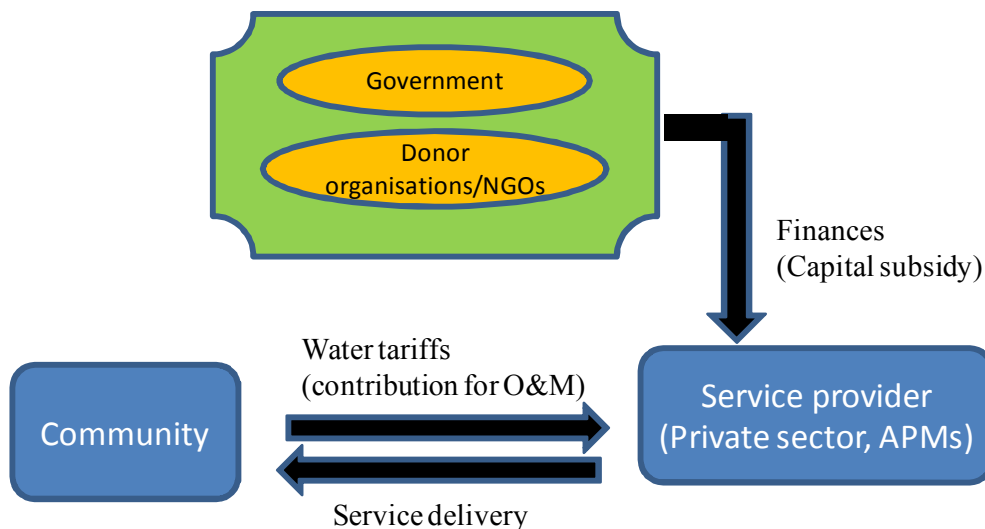 Government
Donor
organisations/NGOs
Finances
(Capital subsidy)
Water tariffs
(contribution for O&M)
Community
Service provider
(Private sector, APMs)
Service delivery